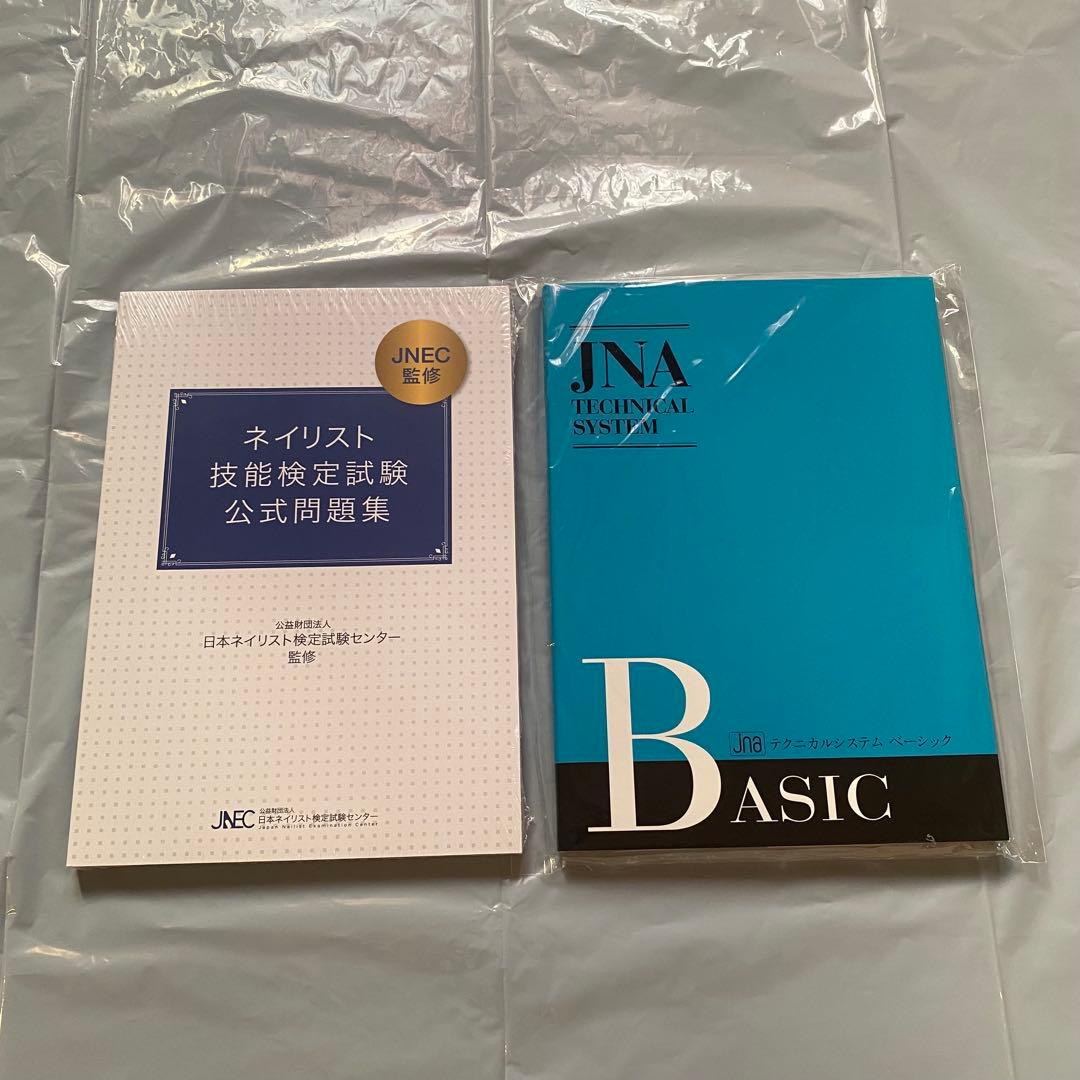 JNEC
監修
ネイリスト
技能検定試験
公式問題集
公益財団法人
日本ネイリスト検定試験センター
監修
JNEC 公益財団法人
日本ネイリスト検定試験センター
Japan Nailist Examination Center
JNA
TECHNICAL
SYSTEM
jna テクニカルシステム ベーシック
BASIC